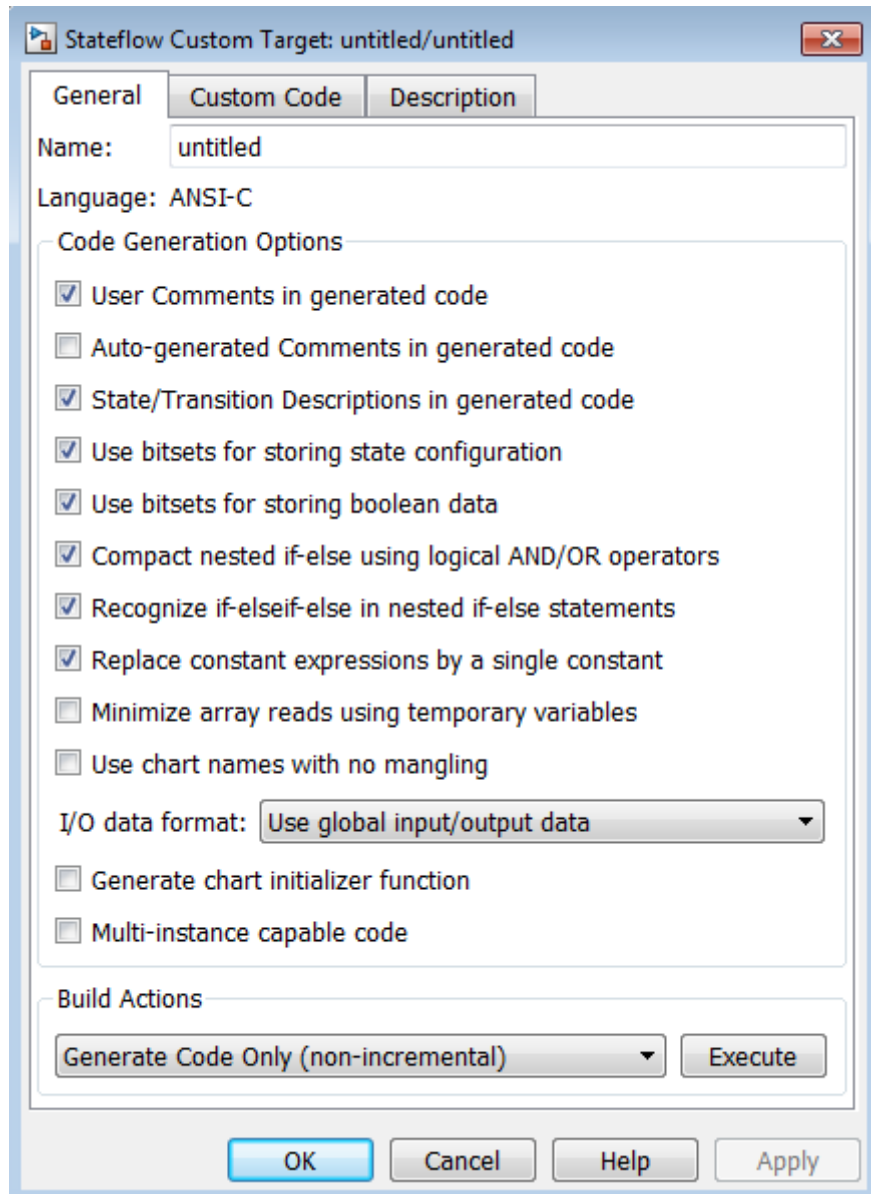 Stateflow Custom Target: untitled/untitled
General Custom Code Description
Name: untitled
Language: ANSI-C
Code Generation Options
User Comments in generated code
Auto-generated Comments in generated code
State/Transition Descriptions in generated code
Use bitsets for storing state configuration
Use bitsets for storing boolean data
Compact nested if-else using logical AND/OR operators
Recognize if-elseif-else in nested if-else statements
Replace constant expressions by a single constant
Minimize array reads using temporary variables
Use chart names with no mangling
I/O data format: Use global input/output data
Generate chart initializer function
Multi-instance capable code
Build Actions
Generate Code Only (non-incremental) Execute
OK Cancel Help Apply